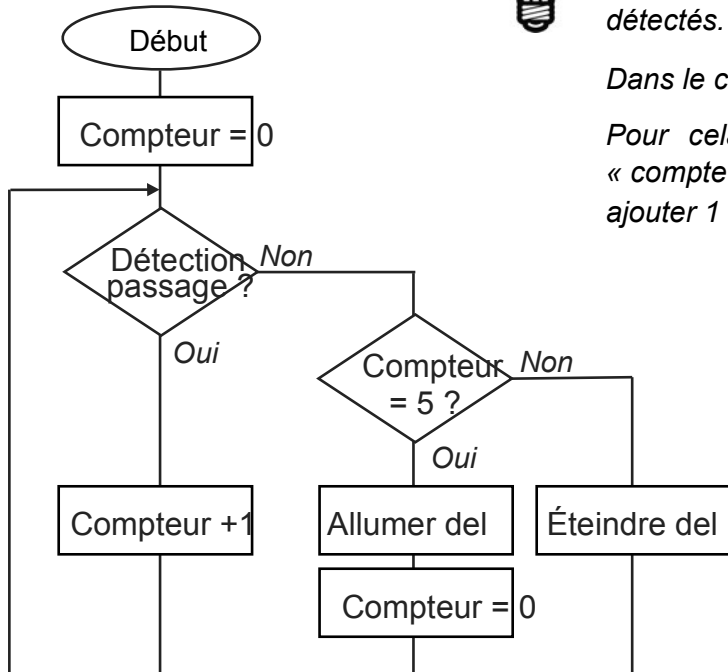 détectés.
Dans le c
Pour cel
« compte
ajouter 1
Début
Compteur = 0
Détection
passage ?
Non
Oui
Compteur
= 5 ?
Non
Oui
Compteur +1
Allumer del
Éteindre del
Compteur = 0